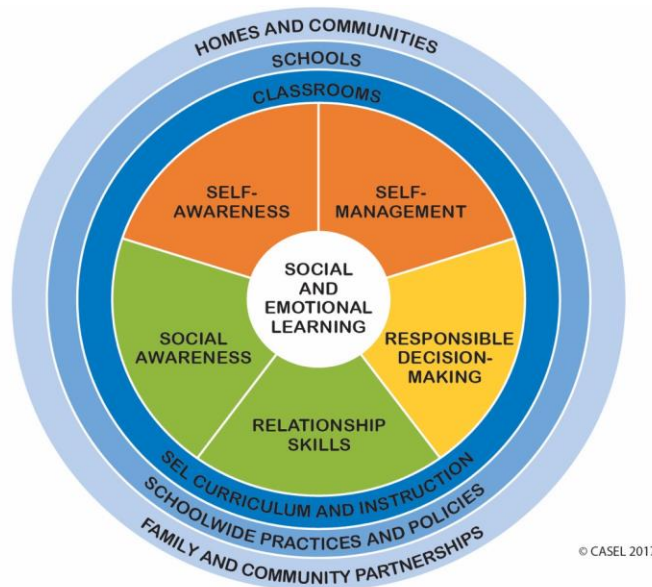 HOMES AND COMMUNITIES
SCHOOLS
CLASSROOMS
SELF-
AWARENESS
SELF-
MANAGEMENT
SOCIAL
AND
EMOTIONAL
LEARNING
SOCIAL
AWARENESS
RESPONSIBLE
DECISION-
MAKING
RELATIONSHIP
SKILLS
SEL CURRICULUM AND INSTRUCTION
SCHOOLWIDE PRACTICES AND POLICIES
FAMILY AND COMMUNITY PARTNERSHIPS
© CASEL 2017